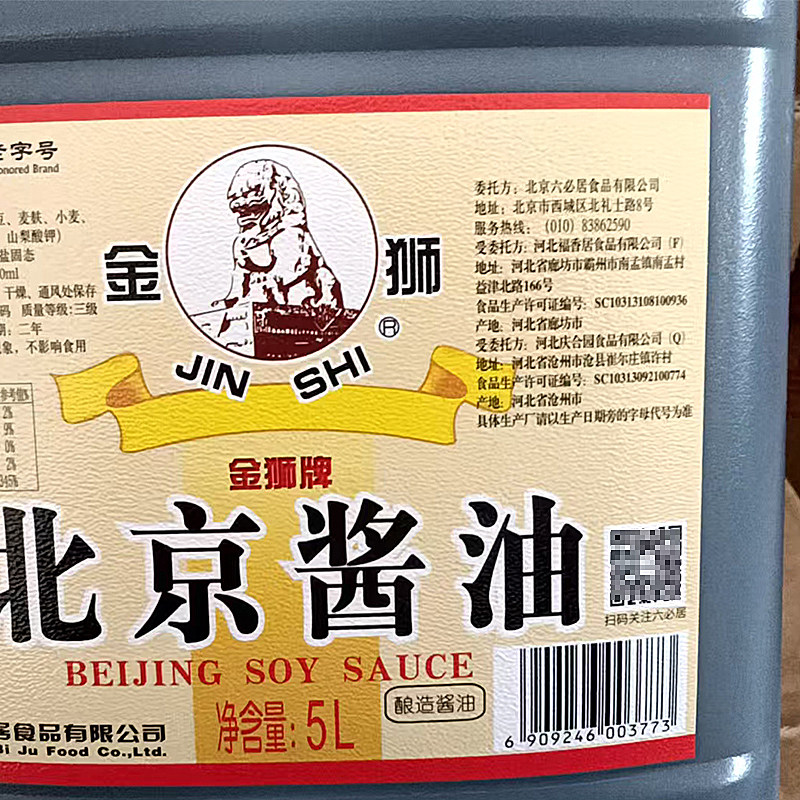 老字号
onored Brand
豆、麦麸、小麦、
山梨酸钾)
盐固态
0ml
干燥、通风处保存
码 质量等级:三级
期: 二年
象，不影响食用
参考值%
2%
9%
0%
2%
345%
金
狮
®
JIN SHI
委托方: 北京六必居食品有限公司
地址: 北京市西城区北礼士路8号
服务热线: (010) 83862590
受委托方: 河北福香居食品有限公司 (F)
地址: 河北省廊坊市霸州市南孟镇南孟村
益津北路166号
食品生产许可证编号: SC10313108100936
产地: 河北省廊坊市
受委托方: 河北庆合园食品有限公司 (Q)
地址: 河北省沧州市沧县崔尔庄镇许村
食品生产许可证编号: SC10313092100774
产地: 河北省沧州市
具体生产厂请以生产日期旁的字母代号为准
金狮牌
北京酱油
BEIJING SOY SAUCE
扫码关注六必居
居食品有限公司
Bi Ju Food Co.,Ltd.
净含量: 5L
酿造酱油
6 909246 003773